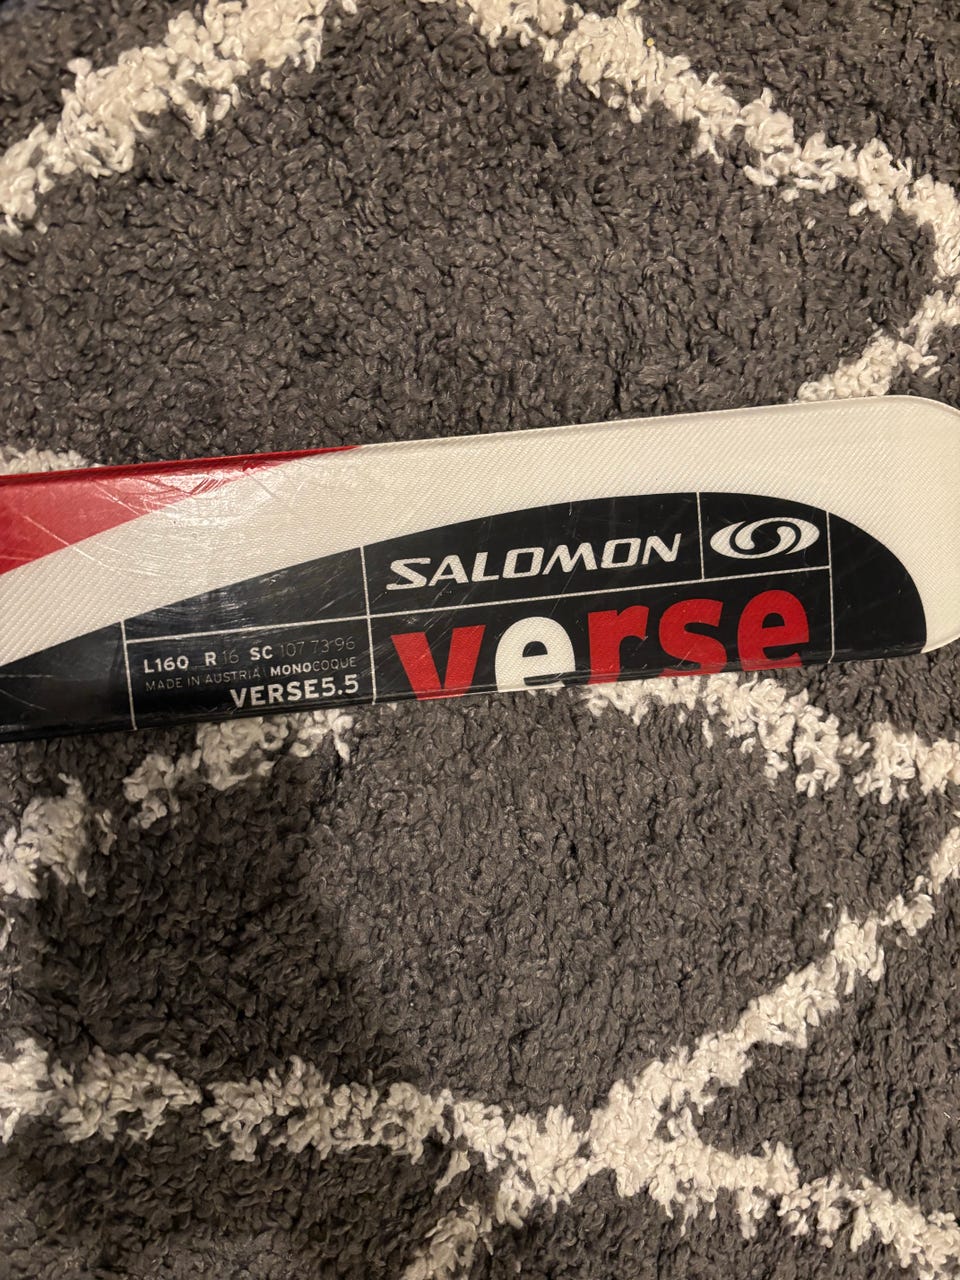 SALOMON
verse
L160 R16 SC 107 73 96
MADE IN AUSTRIA MONOCOQUE
VERSE5.5